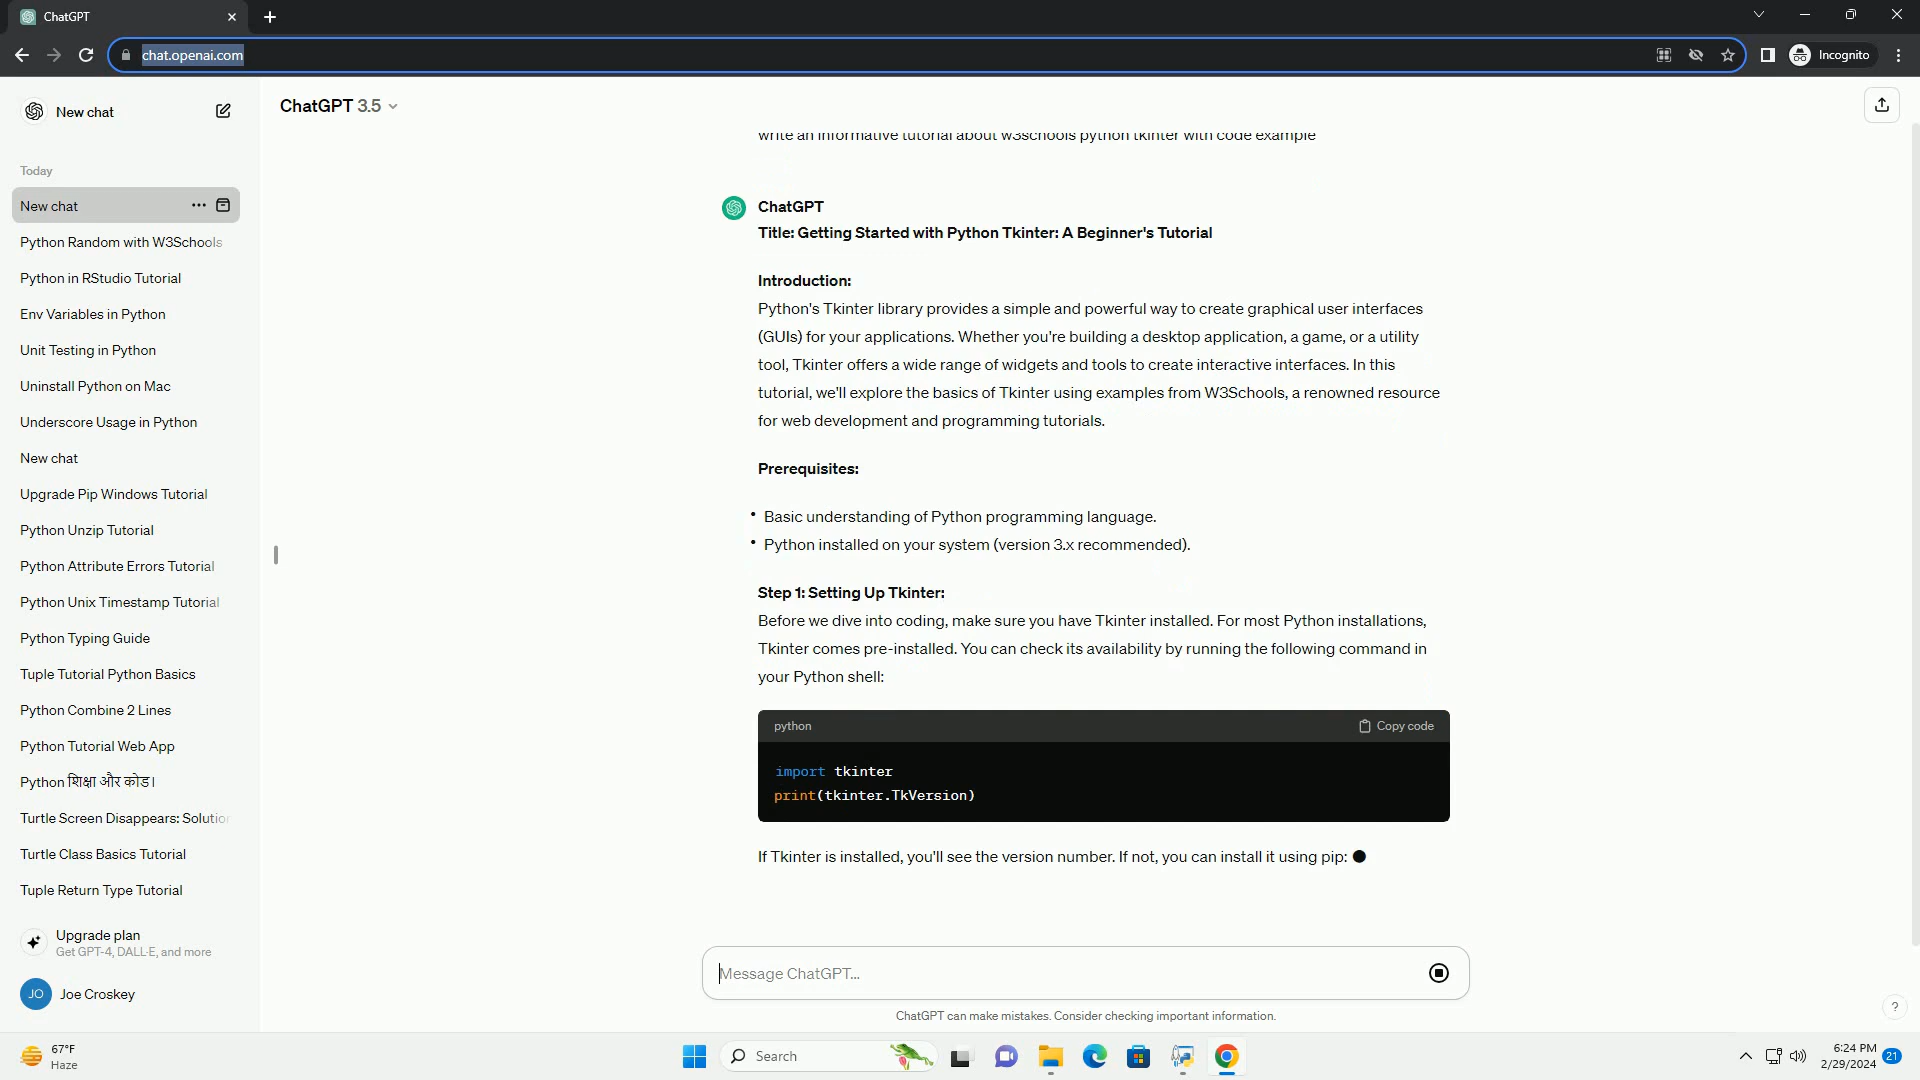 ChatGPT
chat.openai.com
Incognito
New chat
ChatGPT 3.5
write an informative tutorial about w3schools python tkinter with code example
Today
New chat
Python Random with W3Schools
Python in RStudio Tutorial
Env Variables in Python
Unit Testing in Python
Uninstall Python on Mac
Underscore Usage in Python
New chat
Upgrade Pip Windows Tutorial
Python Unzip Tutorial
Python Attribute Errors Tutorial
Python Unix Timestamp Tutorial
Python Typing Guide
Tuple Tutorial Python Basics
Python Combine 2 Lines
Python Tutorial Web App
Python शिक्षा और कोड।
Turtle Screen Disappears: Solution
Turtle Class Basics Tutorial
Tuple Return Type Tutorial
Upgrade plan
Get GPT-4, DALL·E, and more
JO Joe Croskey
ChatGPT
Title: Getting Started with Python Tkinter: A Beginner's Tutorial
Introduction:
Python's Tkinter library provides a simple and powerful way to create graphical user interfaces
(GUIs) for your applications. Whether you're building a desktop application, a game, or a utility
tool, Tkinter offers a wide range of widgets and tools to create interactive interfaces. In this
tutorial, we'll explore the basics of Tkinter using examples from W3Schools, a renowned resource
for web development and programming tutorials.
Prerequisites:
• Basic understanding of Python programming language.
• Python installed on your system (version 3.x recommended).
Step 1: Setting Up Tkinter:
Before we dive into coding, make sure you have Tkinter installed. For most Python installations,
Tkinter comes pre-installed. You can check its availability by running the following command in
your Python shell:
python Copy code
import tkinter
print(tkinter.TkVersion)
If Tkinter is installed, you'll see the version number. If not, you can install it using pip:
Message ChatGPT...
ChatGPT can make mistakes. Consider checking important information.
?
67°F
Haze
Search
6:24 PM
2/29/2024
21